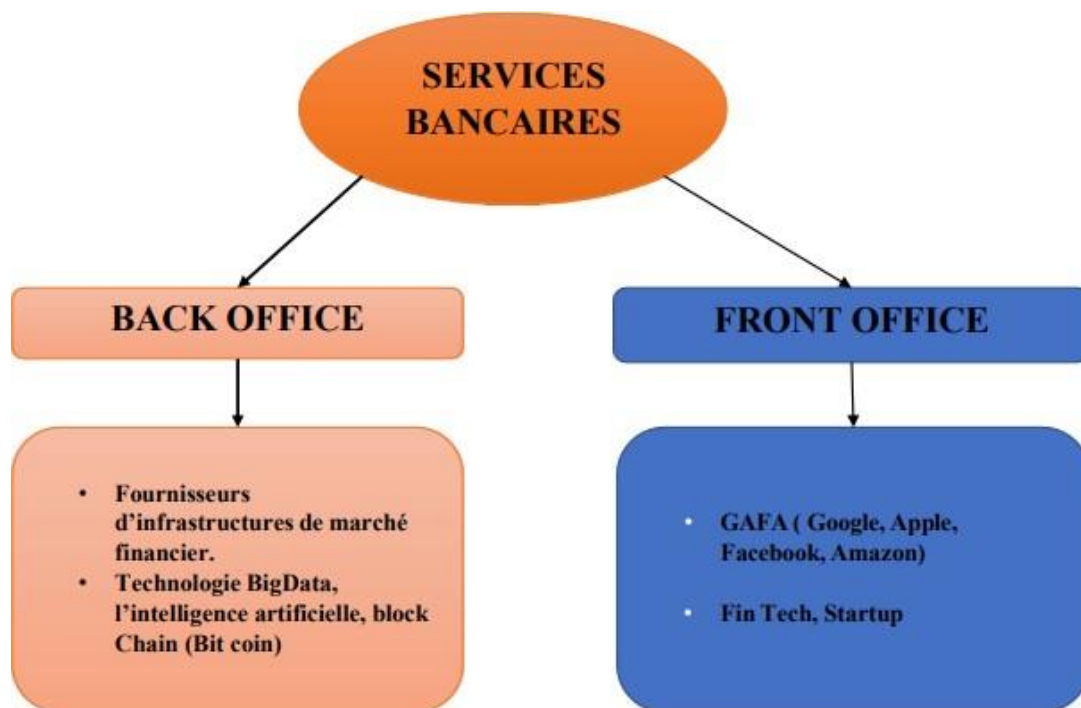 SERVICES
BANCAIRES
BACK OFFICE
FRONT OFFICE
• Fournisseurs
d’infrastructures de marché
financier.
• Technologie BigData,
l’intelligence artificielle, block
Chain (Bit coin)
• GAFA ( Google, Apple,
Facebook, Amazon)
• Fin Tech, Startup